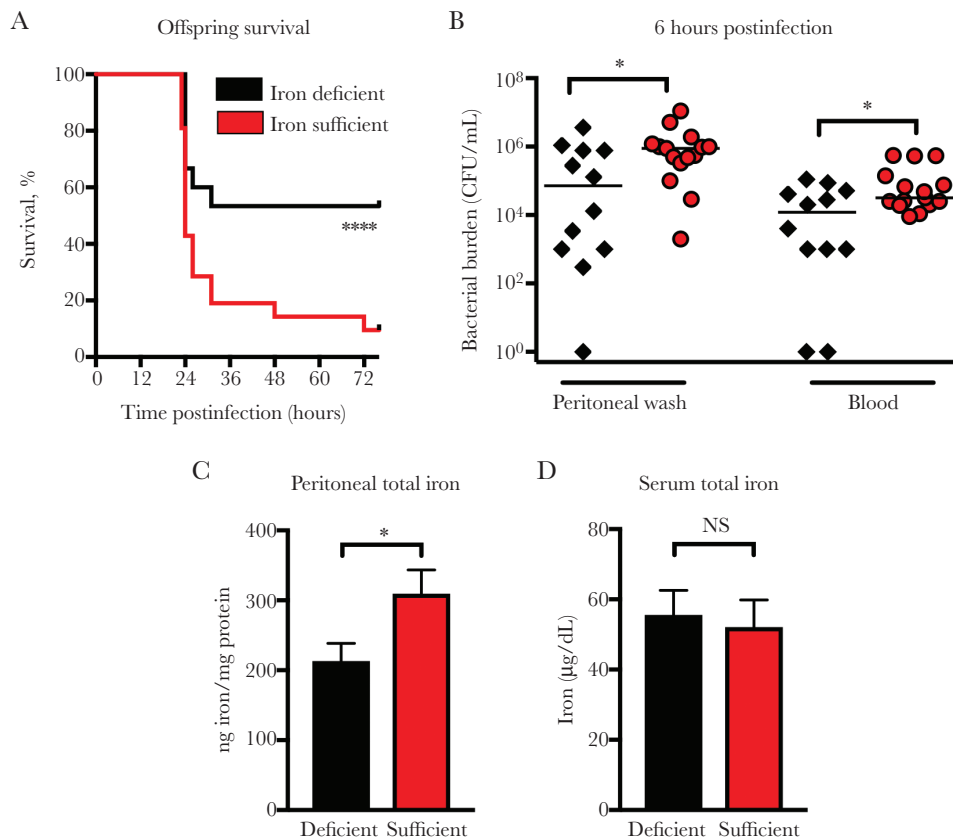 A
Offspring survival
Survival, %
100
80
60
40
20
0
Iron deficient
Iron sufficient
****
0 12 24 36 48 60 72
Time postinfection (hours)
B
6 hours postinfection
Bacterial burden (CFU/mL)
10⁸
10⁶
10⁴
10²
10⁰
*
*
Peritoneal wash
Blood
C
Peritoneal total iron
ng iron/mg protein
400
300
200
100
0
*
Deficient Sufficient
D
Serum total iron
Iron (µg/dL)
80
60
40
20
0
NS
Deficient Sufficient